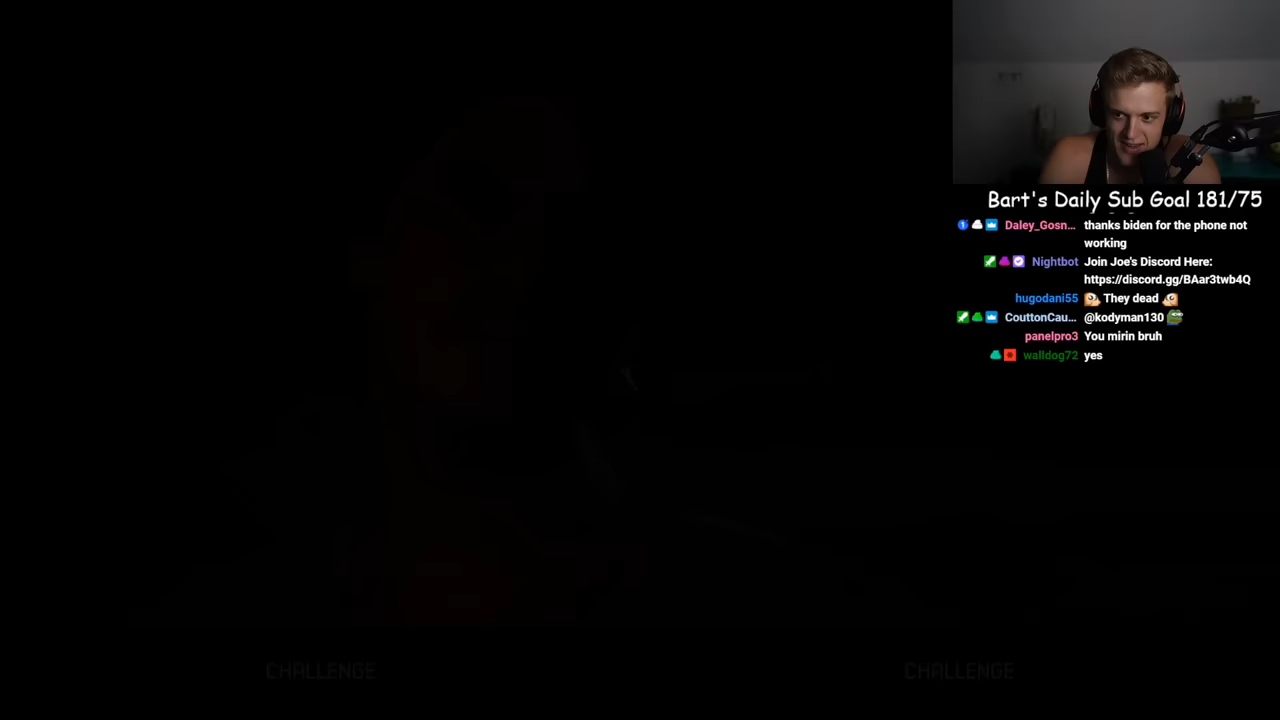 Bart's Daily Sub Goal 181/75
Daley_Gosn... thanks biden for the phone not
working
Nightbot Join Joe's Discord Here:
https://discord.gg/BAar3twb4Q
hugodani55 They dead
CouttonCau... @kodyman130
panelpro3 You mirin bruh
walldog72 yes
CHALLENGE CHALLENGE